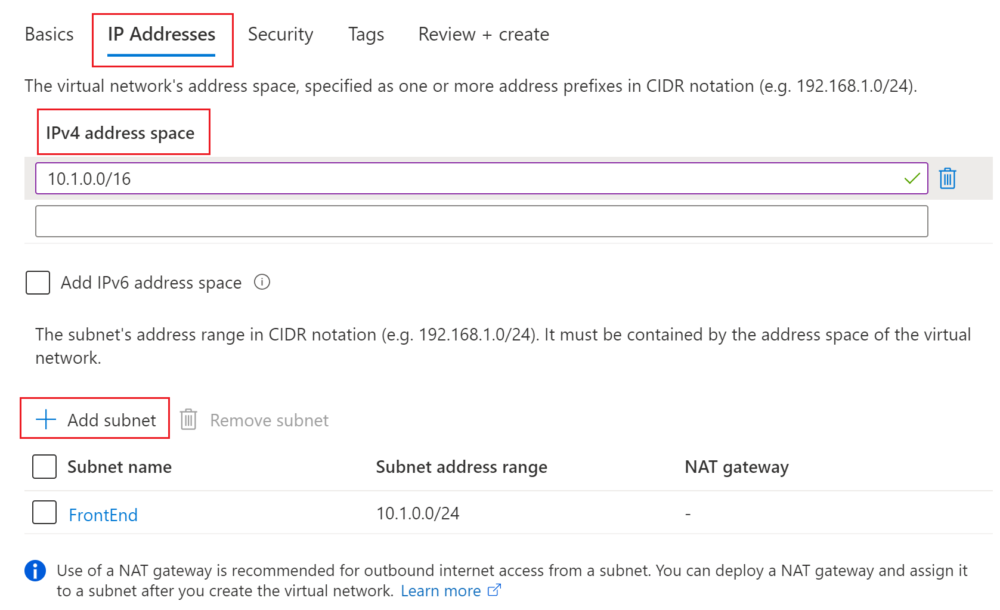 Basics IP Addresses Security Tags Review + create
The virtual network's address space, specified as one or more address prefixes in CIDR notation (e.g. 192.168.1.0/24).
IPv4 address space
10.1.0.0/16
Add IPv6 address space
The subnet's address range in CIDR notation (e.g. 192.168.1.0/24). It must be contained by the address space of the virtual
network.
Add subnet Remove subnet
Subnet name Subnet address range NAT gateway
FrontEnd 10.1.0.0/24 -
Use of a NAT gateway is recommended for outbound internet access from a subnet. You can deploy a NAT gateway and assign it
to a subnet after you create the virtual network. Learn more